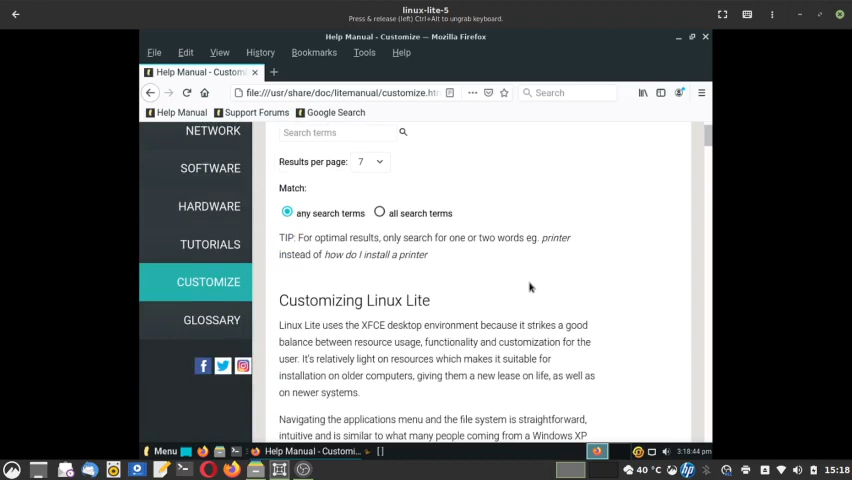 linux-lite-5
Press & release (left) Ctrl+Alt to ungrab keyboard.
Help Manual - Customize — Mozilla Firefox
File Edit View History Bookmarks Tools Help
Help Manual - Customi
file:///usr/share/doc/litemanual/customize.htm
Search
Help Manual Support Forums Google Search
NETWORK
SOFTWARE
HARDWARE
TUTORIALS
CUSTOMIZE
GLOSSARY
Search terms
Results per page: 7
Match:
any search terms all search terms
TIP: For optimal results, only search for one or two words eg. printer
instead of how do I install a printer
Customizing Linux Lite
Linux Lite uses the XFCE desktop environment because it strikes a good
balance between resource usage, functionality and customization for the
user. It's relatively light on resources which makes it suitable for
installation on older computers, giving them a new lease on life, as well as
on newer systems.
Navigating the applications menu and the file system is straightforward,
intuitive and is similar to what many people coming from a Windows XP
Menu Help Manual - Customi... [] 3:18:44 pm
40 °C hp 15:18